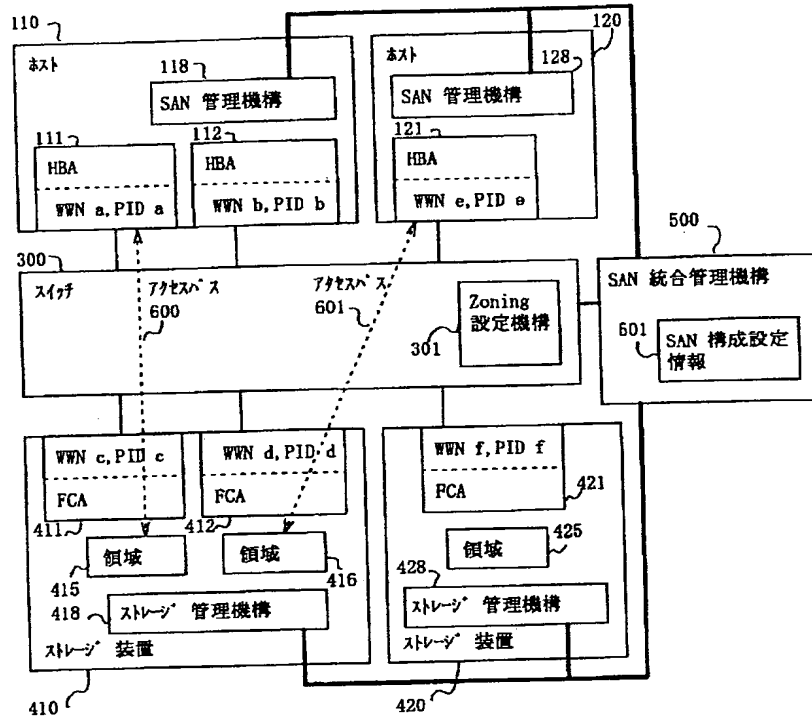 110
120
ホスト
ホスト
118
128
SAN 管理機構
SAN 管理機構
111
112
121
HBA
HBA
HBA
WWN a,PID a
WWN b,PID b
WWN e,PID e
300
500
スイッチ
アクセスパス
600
アクセスパス
601
Zoning
設定機構
301
SAN 統合管理機構
501
SAN 構成設定
情報
WWN c,PID c
WWN d,PID d
WWN f,PID f
FCA
FCA
FCA
411
412
421
領域
415
領域
416
領域
425
418
ストレージ 管理機構
428
ストレージ 管理機構
ストレージ 装置
ストレージ 装置
410
420